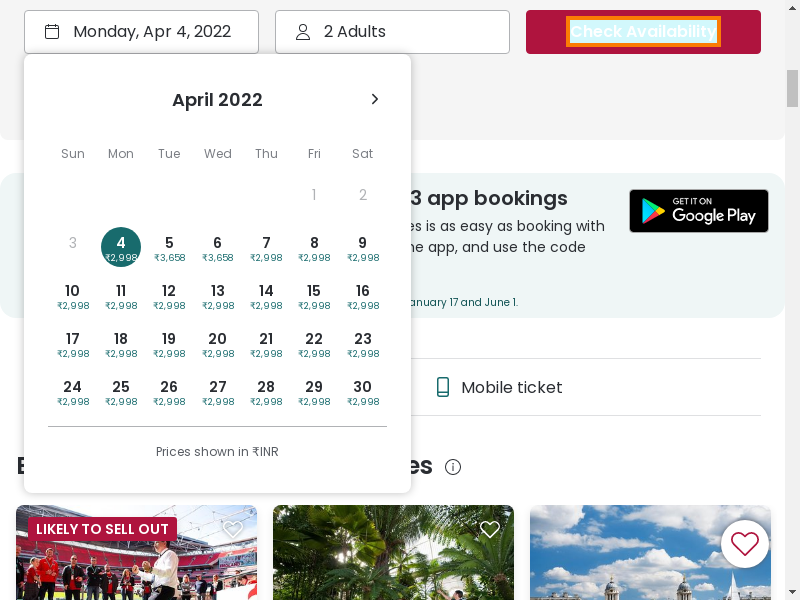 Monday, Apr 4, 2022
2 Adults
Check Availability
April 2022
Sun Mon Tue Wed Thu Fri Sat
1 2
3 4 5 6 7 8 9
₹2,998 ₹3,658 ₹3,658 ₹2,998 ₹2,998 ₹2,998
10 11 12 13 14 15 16
₹2,998 ₹2,998 ₹2,998 ₹2,998 ₹2,998 ₹2,998 ₹2,998
17 18 19 20 21 22 23
₹2,998 ₹2,998 ₹2,998 ₹2,998 ₹2,998 ₹2,998 ₹2,998
24 25 26 27 28 29 30
₹2,998 ₹2,998 ₹2,998 ₹2,998 ₹2,998 ₹2,998 ₹2,998
Prices shown in ₹INR
3 app bookings
es is as easy as booking with
he app, and use the code
anuary 17 and June 1.
GET IT ON
Google Play
Mobile ticket
es
LIKELY TO SELL OUT